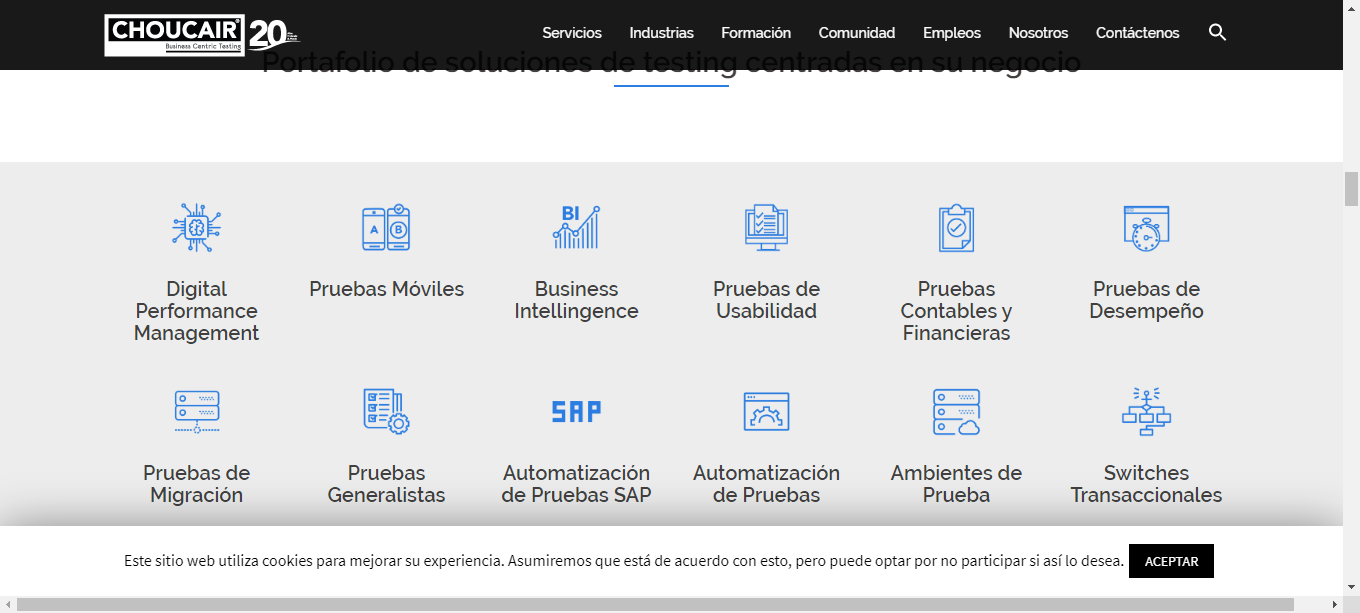 CHOUCAIR®
Business Centric Testing
20
Servicios Industrias Formación Comunidad Empleos Nosotros Contáctenos
Portafolio de soluciones de testing centradas en su negocio
BI
A B
Digital
Performance
Management
Pruebas Móviles
Business
Intellingence
Pruebas de
Usabilidad
Pruebas
Contables y
Financieras
Pruebas de
Desempeño
SAP
Pruebas de
Migración
Pruebas
Generalistas
Automatización
de Pruebas SAP
Automatización
de Pruebas
Ambientes de
Prueba
Switches
Transaccionales
Este sitio web utiliza cookies para mejorar su experiencia. Asumiremos que está de acuerdo con esto, pero puede optar por no participar si así lo desea. ACEPTAR